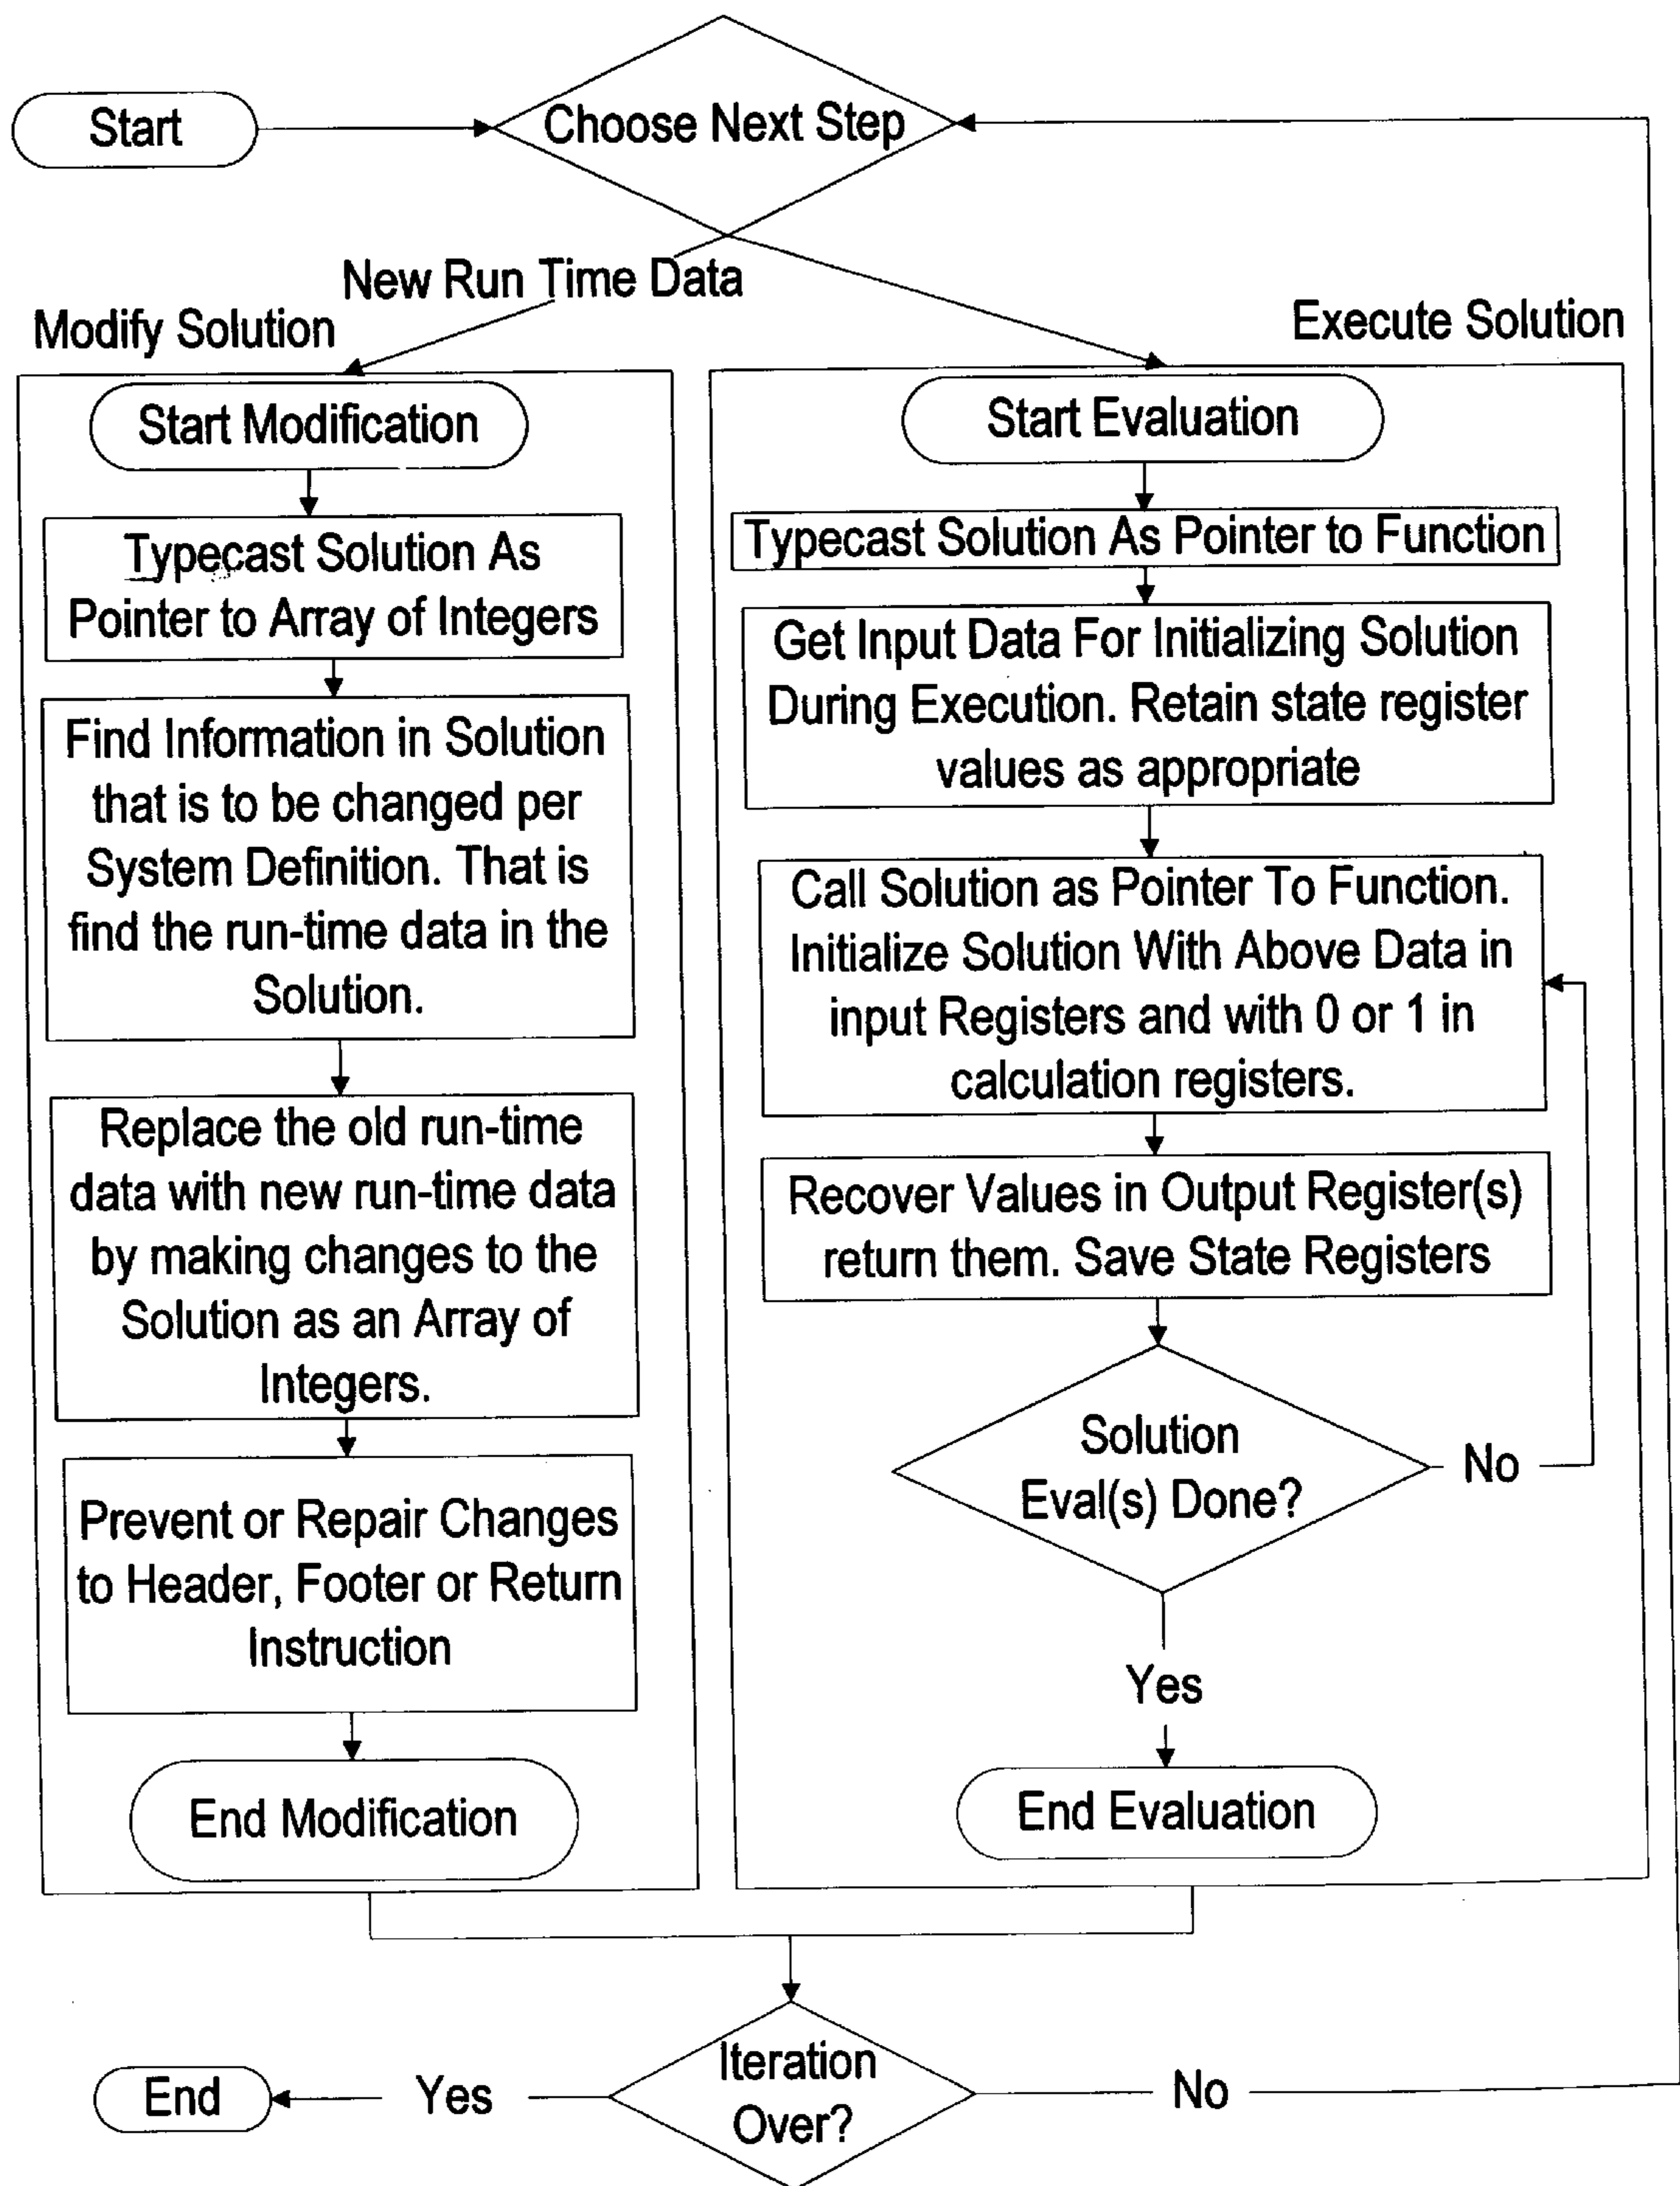 Start
Choose Next Step
New Run Time Data
Modify Solution
Execute Solution
Start Modification
Typecast Solution As
Pointer to Array of Integers
Find Information in Solution
that is to be changed per
System Definition. That is
find the run-time data in the
Solution.
Replace the old run-time
data with new run-time data
by making changes to the
Solution as an Array of
Integers.
Prevent or Repair Changes
to Header, Footer or Return
Instruction
End Modification
Start Evaluation
Typecast Solution As Pointer to Function
Get Input Data For Initializing Solution
During Execution. Retain state register
values as appropriate
Call Solution as Pointer To Function.
Initialize Solution With Above Data in
input Registers and with 0 or 1 in
calculation registers.
Recover Values in Output Register(s)
return them. Save State Registers
Solution
Eval(s) Done?
No
Yes
End Evaluation
Iteration
Over?
Yes
End
No